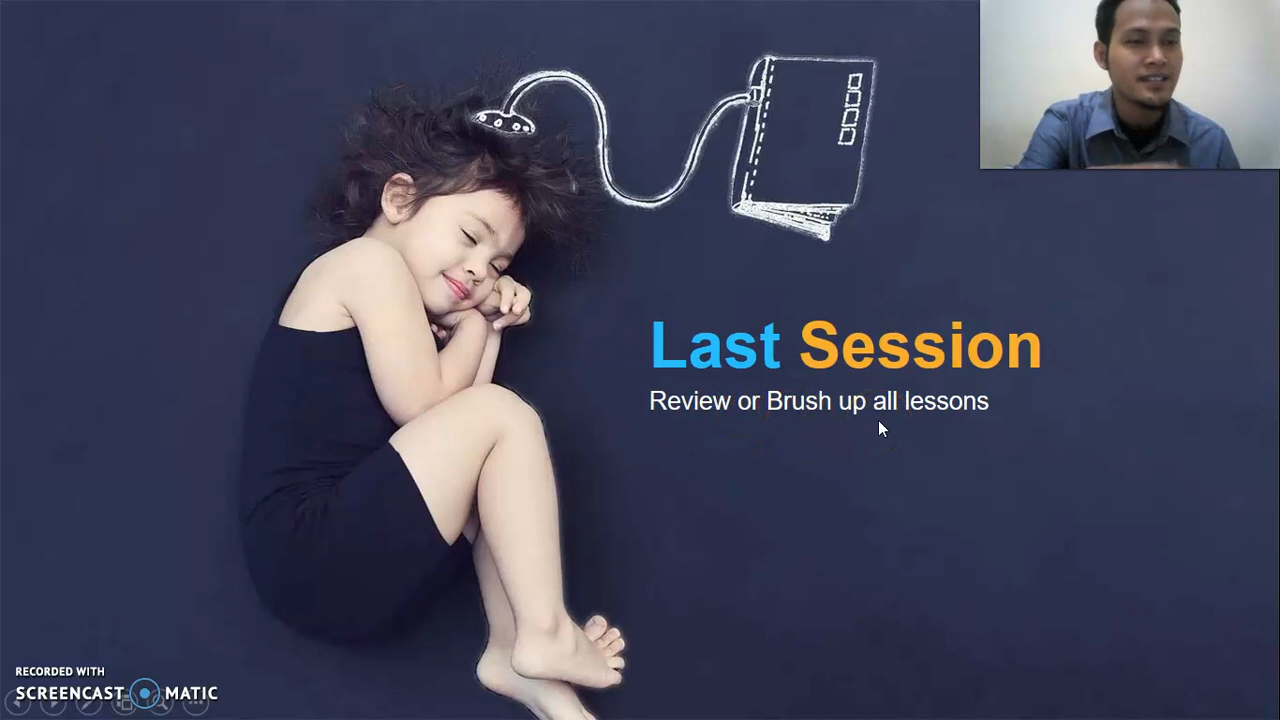 Last Session
Review or Brush up all lessons
RECORDED WITH
SCREENCAST MATIC